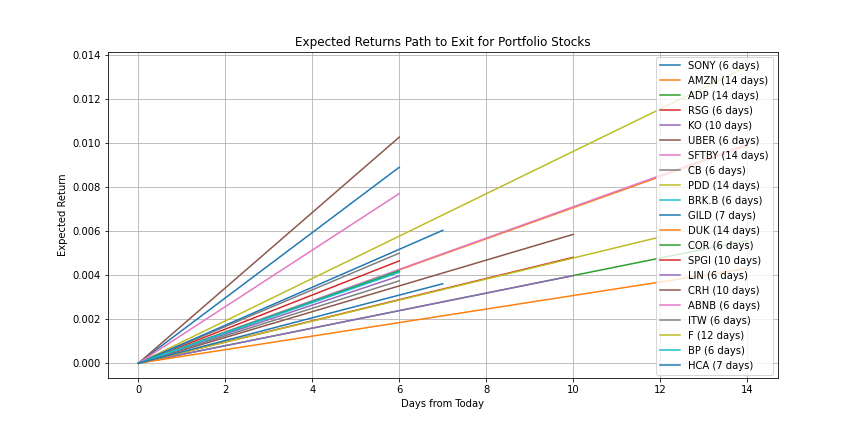 Expected Returns Path to Exit for Portfolio Stocks
0.014
0.012
0.010
0.008
0.006
0.004
0.002
0.000
Expected Return
0
2
4
6
8
10
12
14
Days from Today
SONY (6 days)
AMZN (14 days)
ADP (14 days)
RSG (6 days)
KO (10 days)
UBER (6 days)
SFTBY (14 days)
CB (6 days)
PDD (14 days)
BRK.B (6 days)
GILD (7 days)
DUK (14 days)
COR (6 days)
SPGI (10 days)
LIN (6 days)
CRH (10 days)
ABNB (6 days)
ITW (6 days)
F (12 days)
BP (6 days)
HCA (7 days)